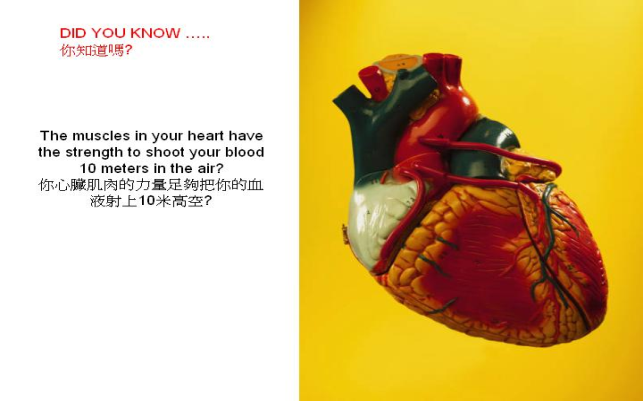 DID YOU KNOW .....
你知道嗎?
The muscles in your heart have
the strength to shoot your blood
10 meters in the air?
你心臟肌肉的力量足夠把你的血
液射上10米高空?